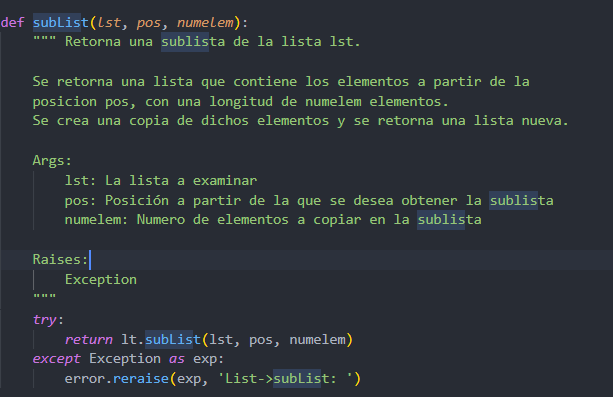 def subList(lst, pos, numelem):
""" Retorna una sublista de la lista lst.
Se retorna una lista que contiene los elementos a partir de la
posicion pos, con una longitud de numelem elementos.
Se crea una copia de dichos elementos y se retorna una lista nueva.
Args:
lst: La lista a examinar
pos: Posición a partir de la que se desea obtener la sublista
numelem: Numero de elementos a copiar en la sublista
Raises:
Exception
"""
try:
return lt.subList(lst, pos, numelem)
except Exception as exp:
error.reraise(exp, 'List->subList: ')